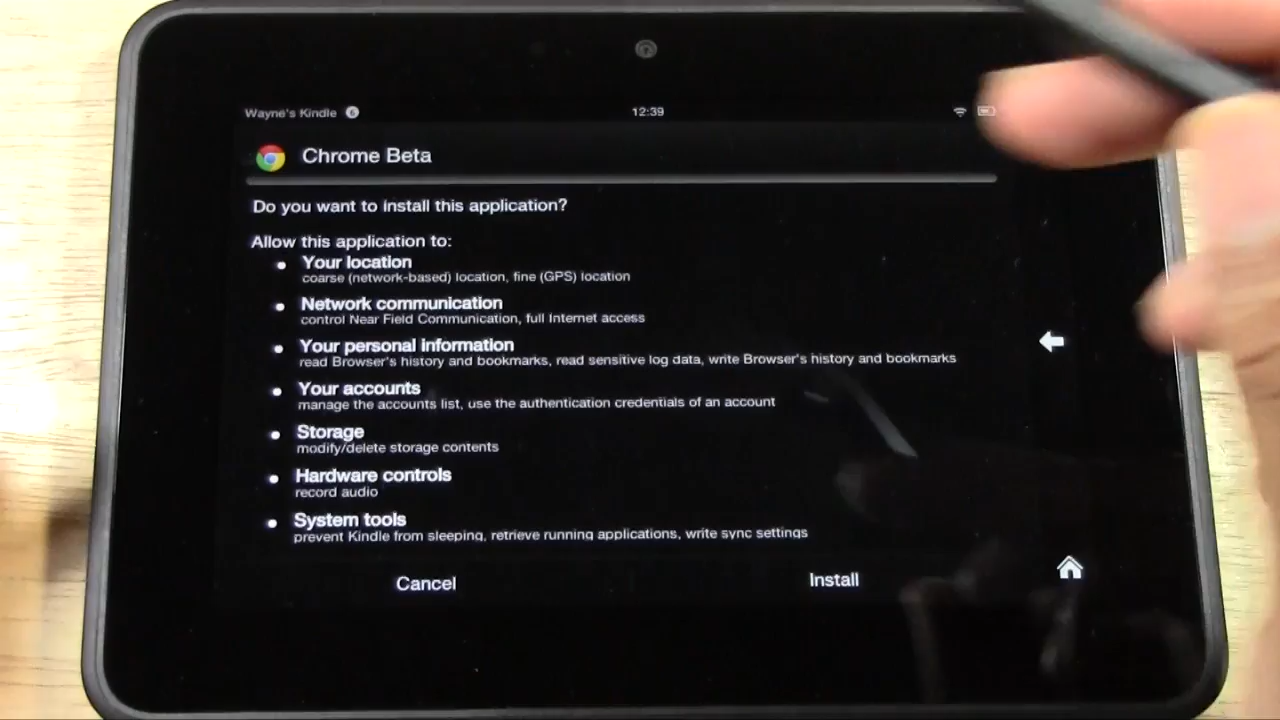 Wayne's Kindle 6 12:39
Chrome Beta
Do you want to install this application?
Allow this application to:
Your location
coarse (network-based) location, fine (GPS) location
Network communication
control Near Field Communication, full Internet access
Your personal information
read Browser's history and bookmarks, read sensitive log data, write Browser's history and bookmarks
Your accounts
manage the accounts list, use the authentication credentials of an account
Storage
modify/delete storage contents
Hardware controls
record audio
System tools
prevent Kindle from sleeping, retrieve running applications, write sync settings
Cancel Install